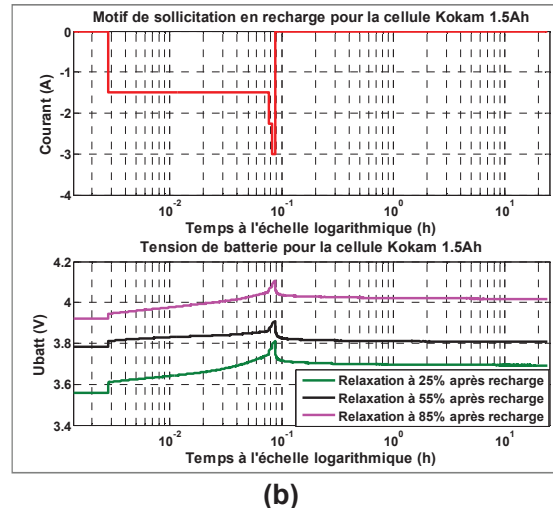 Motif de sollicitation en recharge pour la cellule Kokam 1.5Ah
Courant (A)
0
-1
-2
-3
-4
10^-2
10^-1
10^0
10^1
Temps à l'échelle logarithmique (h)
Tension de batterie pour la cellule Kokam 1.5Ah
Ubatt (V)
4.2
4
3.8
3.6
3.4
Relaxation à 25% après recharge
Relaxation à 55% après recharge
Relaxation à 85% après recharge
10^-2
10^-1
10^0
10^1
Temps à l'échelle logarithmique (h)
(b)